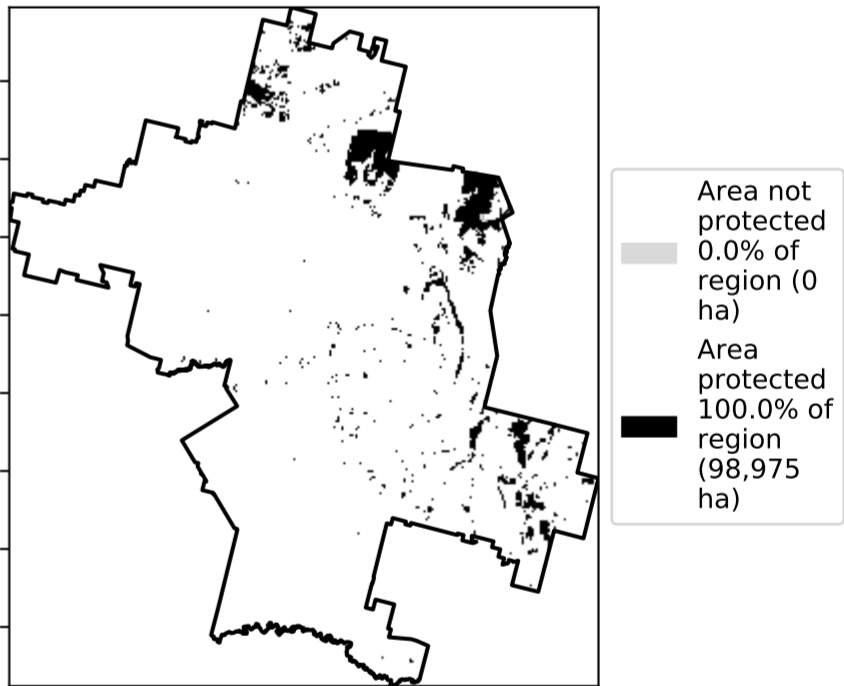 Area not
protected
0.0% of
region (0
ha)
Area
protected
100.0% of
region
(98,975
ha)